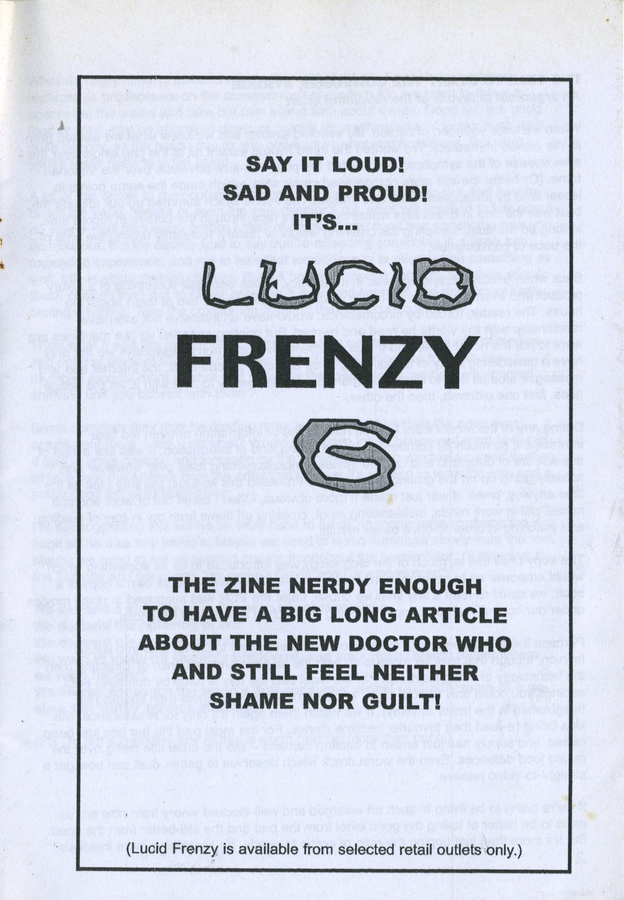 SAY IT LOUD!
SAD AND PROUD!
IT'S...
LUCID
FRENZY
6
THE ZINE NERDY ENOUGH
TO HAVE A BIG LONG ARTICLE
ABOUT THE NEW DOCTOR WHO
AND STILL FEEL NEITHER
SHAME NOR GUILT!
(Lucid Frenzy is available from selected retail outlets only.)